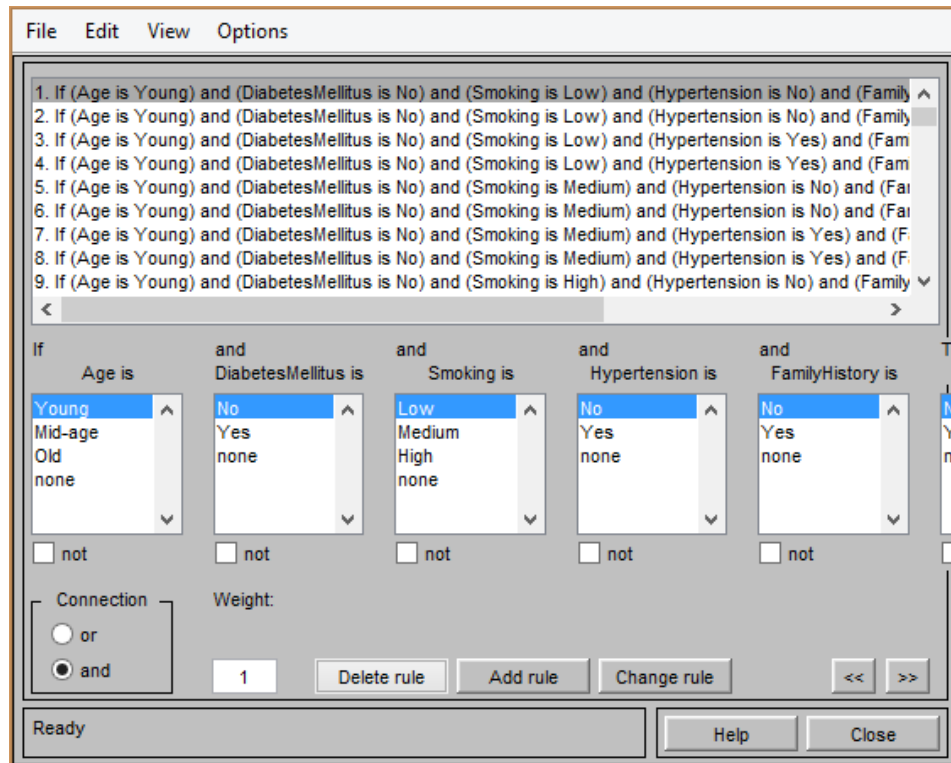 File Edit View Options
1. If (Age is Young) and (DiabetesMellitus is No) and (Smoking is Low) and (Hypertension is No) and (Family
2. If (Age is Young) and (DiabetesMellitus is No) and (Smoking is Low) and (Hypertension is No) and (Family
3. If (Age is Young) and (DiabetesMellitus is No) and (Smoking is Low) and (Hypertension is Yes) and (Fam
4. If (Age is Young) and (DiabetesMellitus is No) and (Smoking is Low) and (Hypertension is Yes) and (Fam
5. If (Age is Young) and (DiabetesMellitus is No) and (Smoking is Medium) and (Hypertension is No) and (Far
6. If (Age is Young) and (DiabetesMellitus is No) and (Smoking is Medium) and (Hypertension is No) and (Far
7. If (Age is Young) and (DiabetesMellitus is No) and (Smoking is Medium) and (Hypertension is Yes) and (F
8. If (Age is Young) and (DiabetesMellitus is No) and (Smoking is Medium) and (Hypertension is Yes) and (F
9. If (Age is Young) and (DiabetesMellitus is No) and (Smoking is High) and (Hypertension is No) and (Family
If and and and and T
Age is DiabetesMellitus is Smoking is Hypertension is FamilyHistory is
Young No Low No No
Mid-age Yes Medium Yes Yes Y
Old none High none none
none none
not not not not not
Connection Weight:
or
and 1 Delete rule Add rule Change rule << >>
Ready Help Close